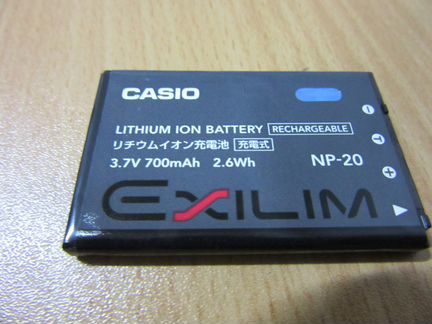 CASIO
LITHIUM ION BATTERY RECHARGEABLE
リチウムイオン充電池 充電式
3.7V 700mAh 2.6Wh NP-20
EXILIM
- T +